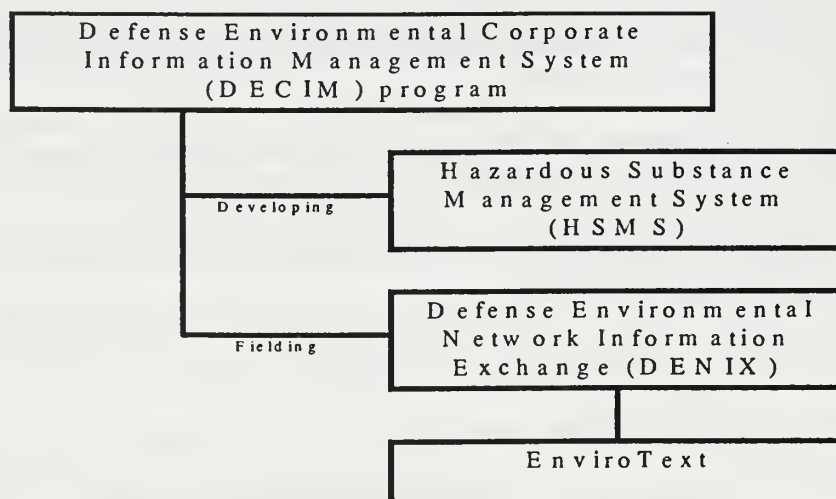 Defense Environmental Corporate
Information Management System
(DECIM) program
Hazardous Substance
Management System
(HSMS)
Developing
Defense Environmental
Network Information
Exchange (DENIX)
Fielding
EnviroText